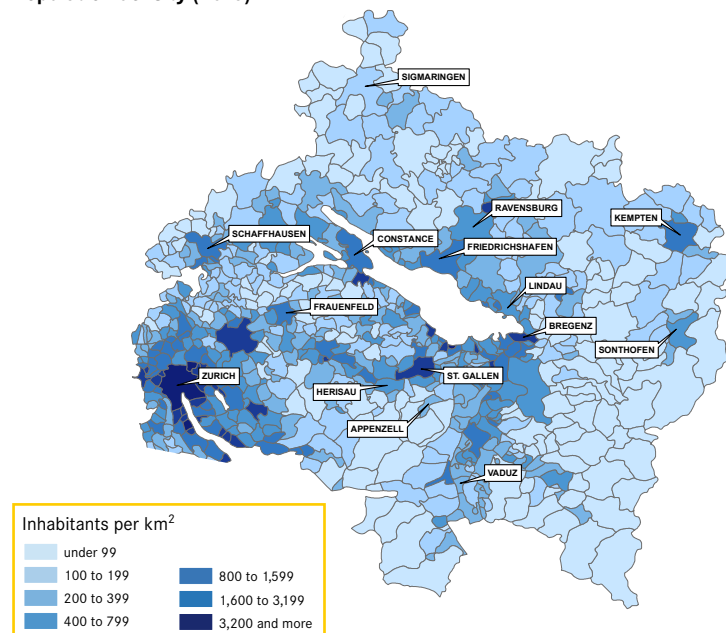 SIGMARINGEN
RAVENSBURG
KEMPTEN
SCHAFFHAUSEN
CONSTANCE
FRIEDRICHSHAFEN
LINDAU
FRAUENFELD
BREGENZ
SONTHOFEN
ZURICH
ST. GALLEN
HERISAU
APPENZELL
VADUZ
Inhabitants per km²
under 99
100 to 199
200 to 399
400 to 799
800 to 1,599
1,600 to 3,199
3,200 and more